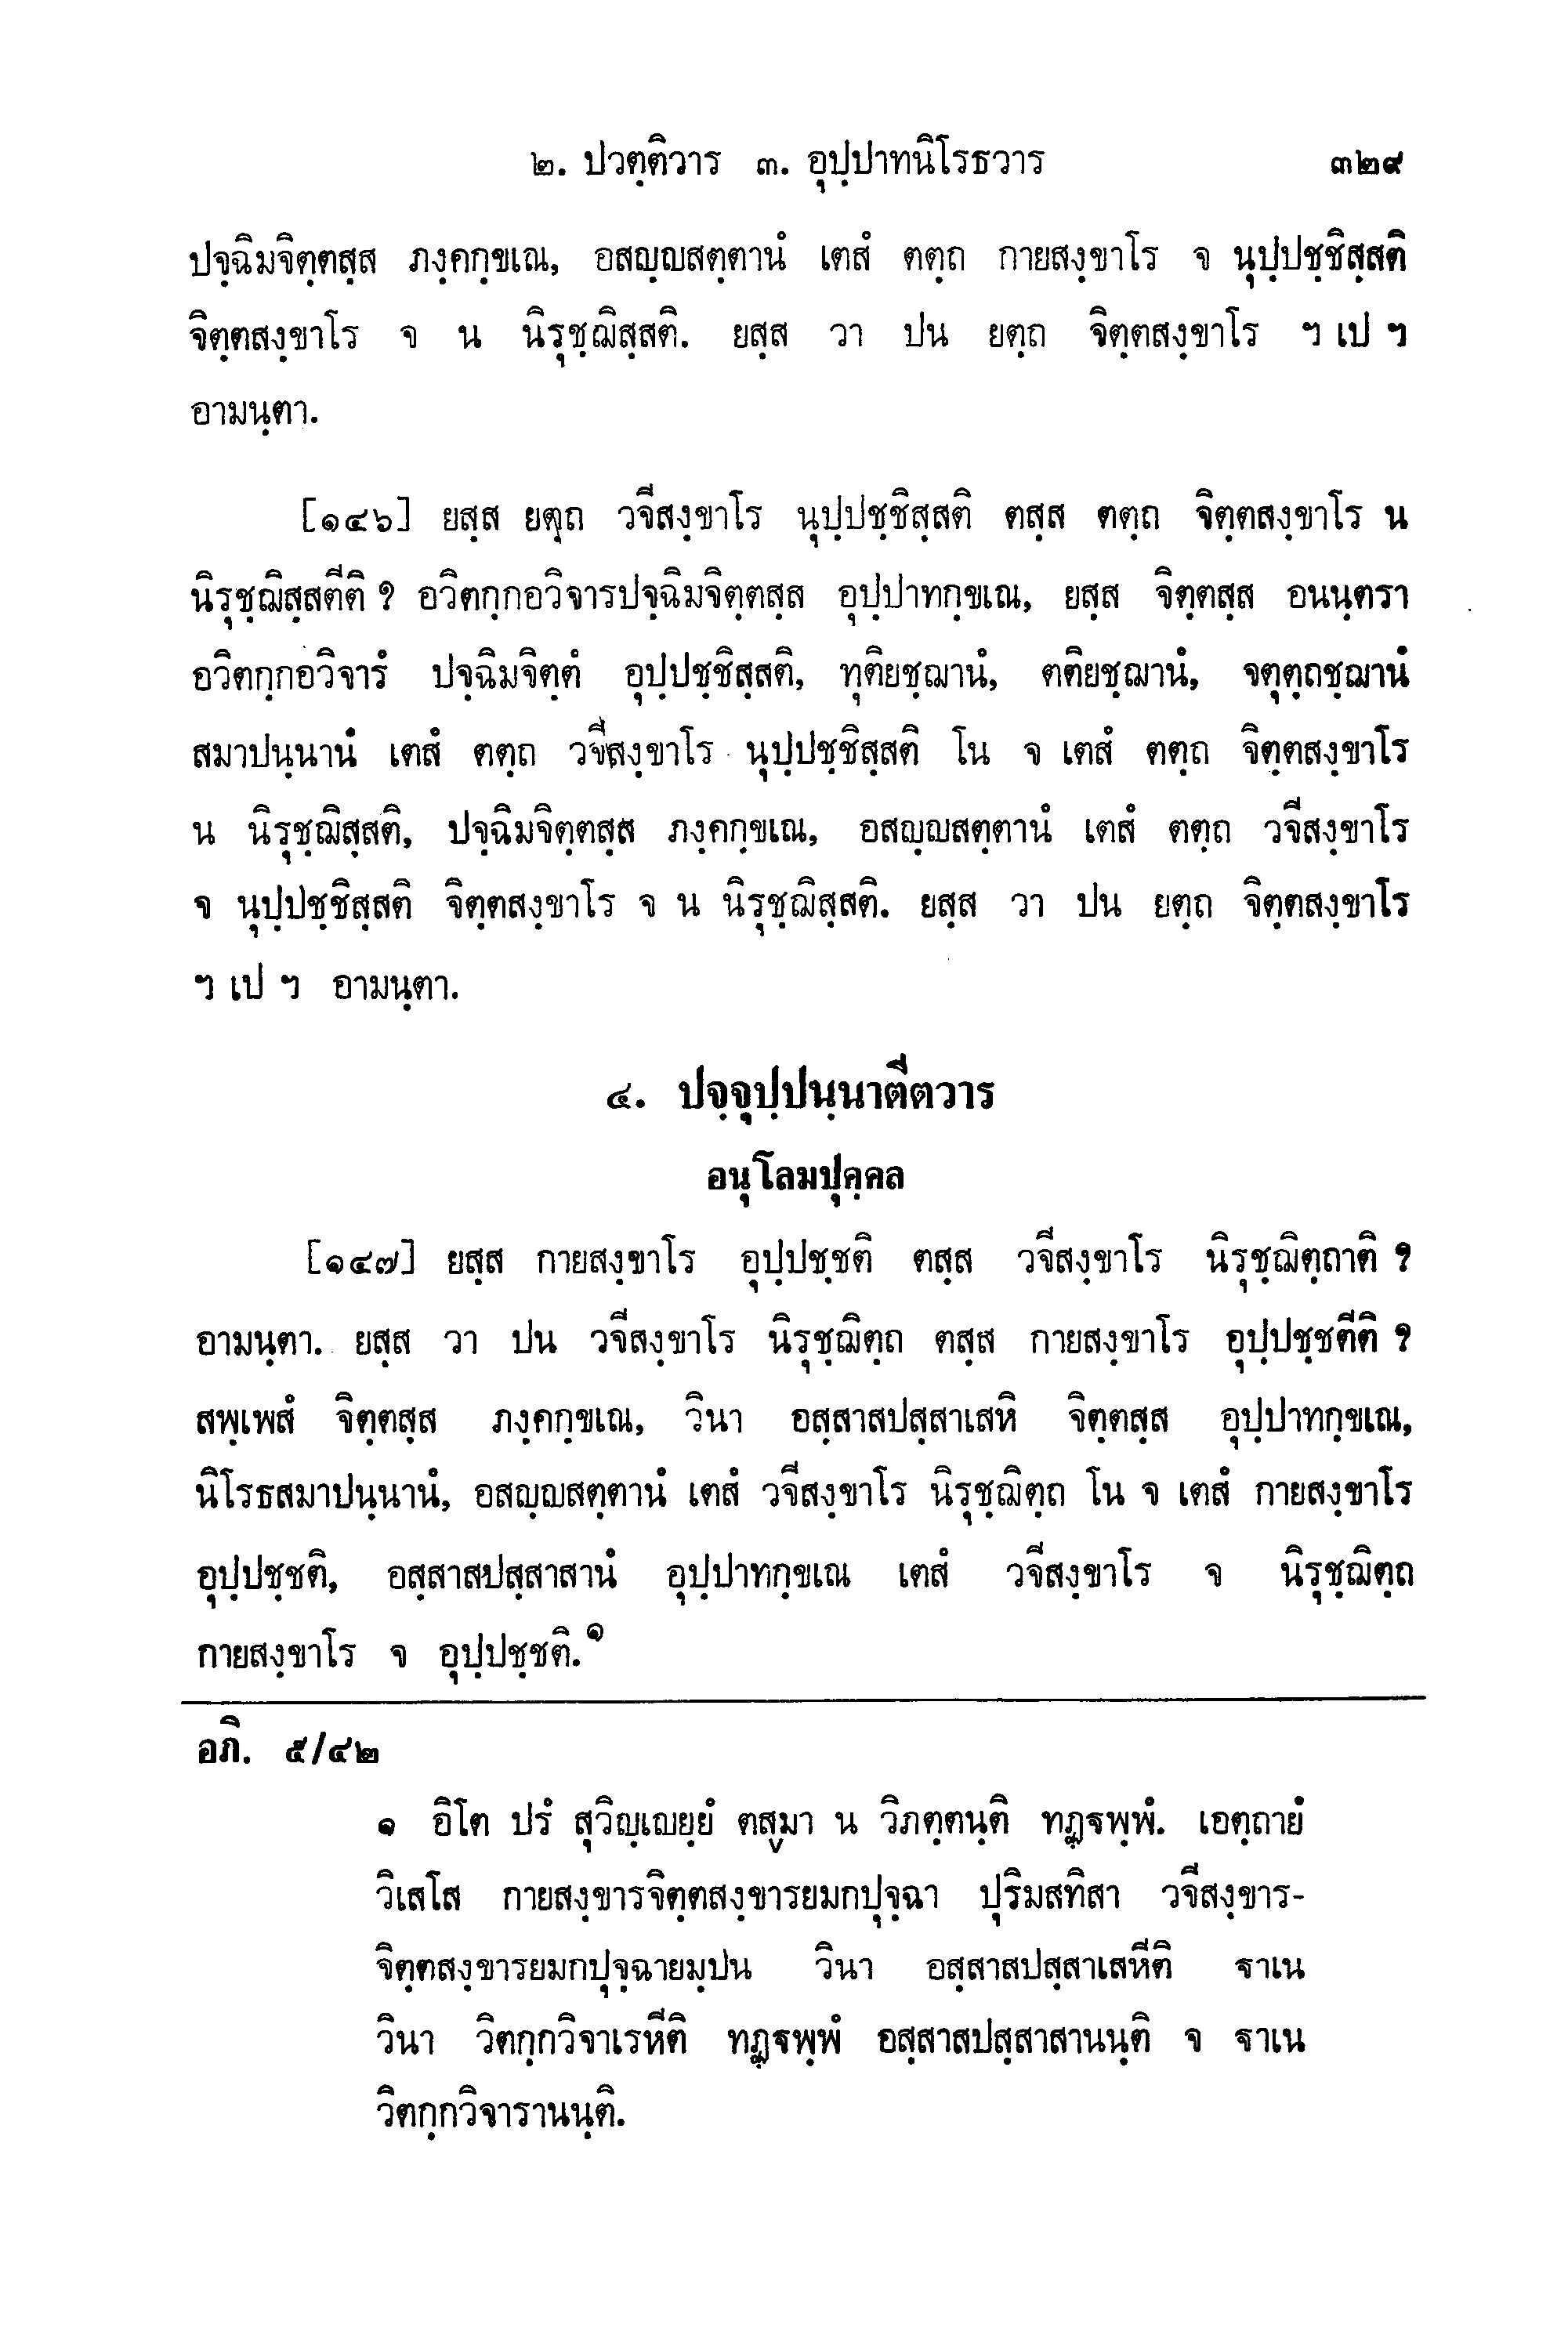 ๒. ปวตฺติวาร ๓. อุปฺปาทนิโรธวาร ๓๒๙
ปจฺฉิมจิตฺตสฺส ภงฺคกฺขเณ, อสญฺญสตฺตานํ เตสํ ตตฺถ กายสงฺขาโร จ นุปฺปชฺชิสฺสติ
จิตฺตสงฺขาโร จ น นิรุชฺฌิสฺสติ. ยสฺส วา ปน ยตฺถ จิตฺตสงฺขาโร ฯ เป ฯ
อามนฺตา.
[๑๔๖] ยสฺส ยตฺถ วจีสงฺขาโร นุปฺปชฺชิสฺสติ ตสฺส ตตฺถ จิตฺตสงฺขาโร น
นิรุชฺฌิสฺสตีติ ? อวิตกฺกอวิจารปจฺฉิมจิตฺตสฺส อุปฺปาทกฺขเณ, ยสฺส จิตฺตสฺส อนนฺตรา
อวิตกฺกอวิจารํ ปจฺฉิมจิตฺตํ อุปฺปชฺชิสฺสติ, ทุติยชฺฌานํ, ตติยชฺฌานํ, จตุตฺถชฺฌานํ
สมาปนฺนานํ เตสํ ตตฺถ วจีสงฺขาโร นุปฺปชฺชิสฺสติ โน จ เตสํ ตตฺถ จิตฺตสงฺขาโร
น นิรุชฺฌิสฺสติ, ปจฺฉิมจิตฺตสฺส ภงฺคกฺขเณ, อสญฺญสตฺตานํ เตสํ ตตฺถ วจีสงฺขาโร
จ นุปฺปชฺชิสฺสติ จิตฺตสงฺขาโร จ น นิรุชฺฌิสฺสติ. ยสฺส วา ปน ยตฺถ จิตฺตสงฺขาโร
ฯ เป ฯ อามนฺตา.
๔. ปจฺจุปฺปนฺนาตีตวาร
อนุโลมปุคฺคล
[๑๔๗] ยสฺส กายสงฺขาโร อุปฺปชฺชติ ตสฺส วจีสงฺขาโร นิรุชฺฌิตฺถาติ ?
อามนฺตา. ยสฺส วา ปน วจีสงฺขาโร นิรุชฺฌิตฺถ ตสฺส กายสงฺขาโร อุปฺปชฺชตีติ ?
สพฺเพสํ จิตฺตสฺส ภงฺคกฺขเณ, วินา อสฺสาสปสฺสาเสหิ จิตฺตสฺส อุปฺปาทกฺขเณ,
นิโรธสมาปนฺนานํ, อสญฺญสตฺตานํ เตสํ วจีสงฺขาโร นิรุชฺฌิตฺถ โน จ เตสํ กายสงฺขาโร
อุปฺปชฺชติ, อสฺสาสปสฺสาสานํ อุปฺปาทกฺขเณ เตสํ วจีสงฺขาโร จ นิรุชฺฌิตฺถ
กายสงฺขาโร จ อุปฺปชฺชติ.๑
อภิ. ๕/๔๒
๑ อิโต ปรํ สุวิญฺเญยฺยํ ตสฺมา น วิภตฺตนฺติ ทฏฺฐพฺพํ. เอตฺถายํ
วิเสโส กายสงฺขารจิตฺตสงฺขารยมกปุจฺฉา ปุริมสทิสา วจีสงฺขาร-
จิตฺตสงฺขารยมกปุจฺฉายมฺปน วินา อสฺสาสปสฺสาเสหีติ ฐาเน
วินา วิตกฺกวิจาเรหีติ ทฏฺฐพฺพํ อสฺสาสปสฺสาสานนฺติ จ ฐาเน
วิตกฺกวิจารานนฺติ.